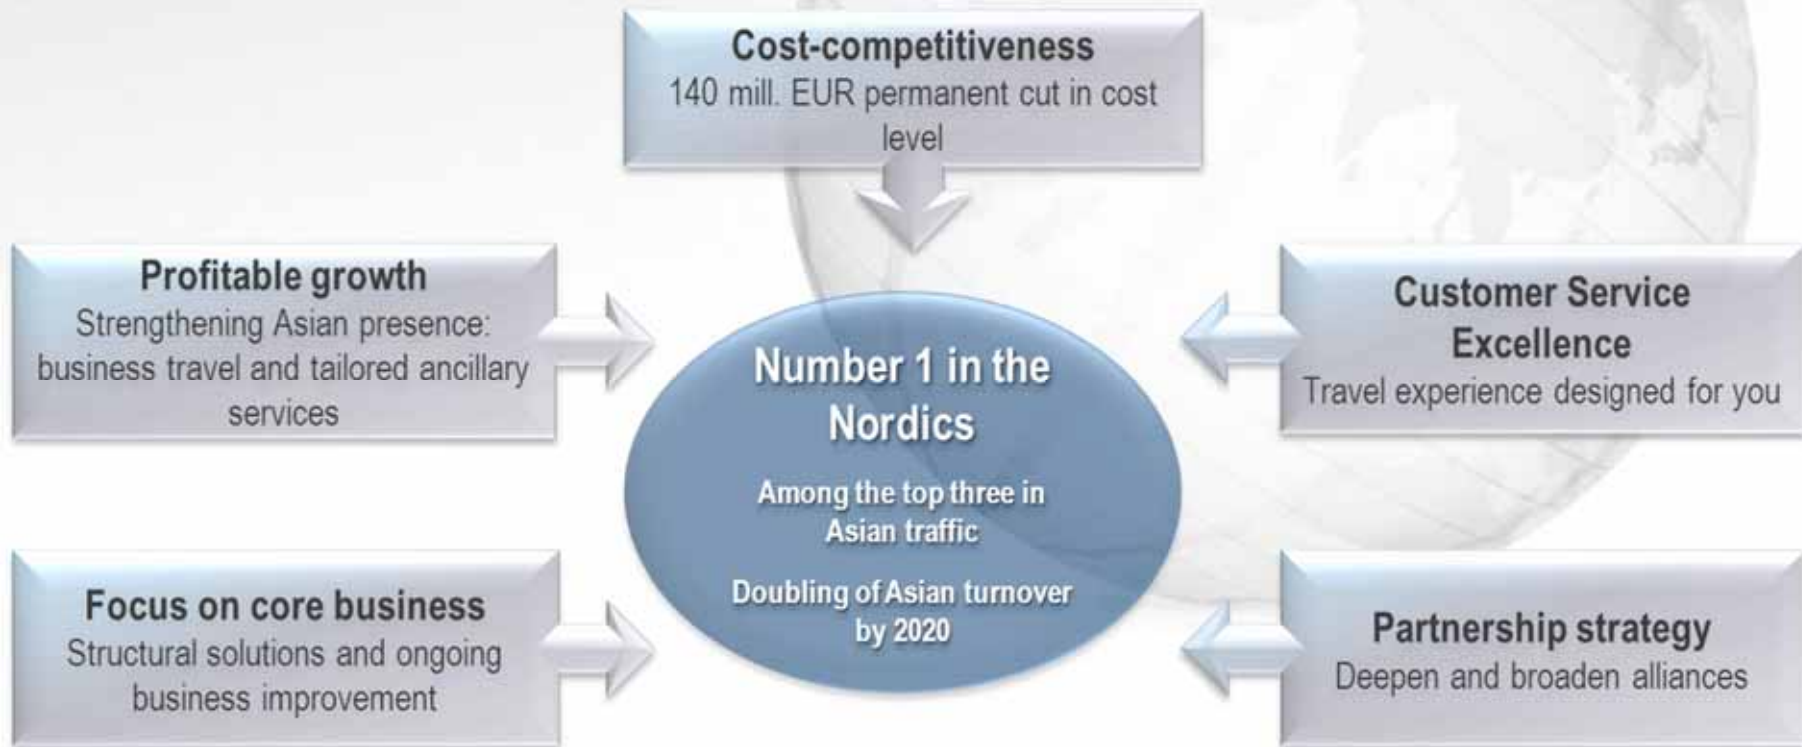 Cost-competitiveness
140 mill. EUR permanent cut in cost
level
Profitable growth
Strengthening Asian presence:
business travel and tailored ancillary
services
Customer Service
Excellence
Travel experience designed for you
Number 1 in the
Nordics
Among the top three in
Asian traffic
Doubling of Asian turnover
by 2020
Focus on core business
Structural solutions and ongoing
business improvement
Partnership strategy
Deepen and broaden alliances